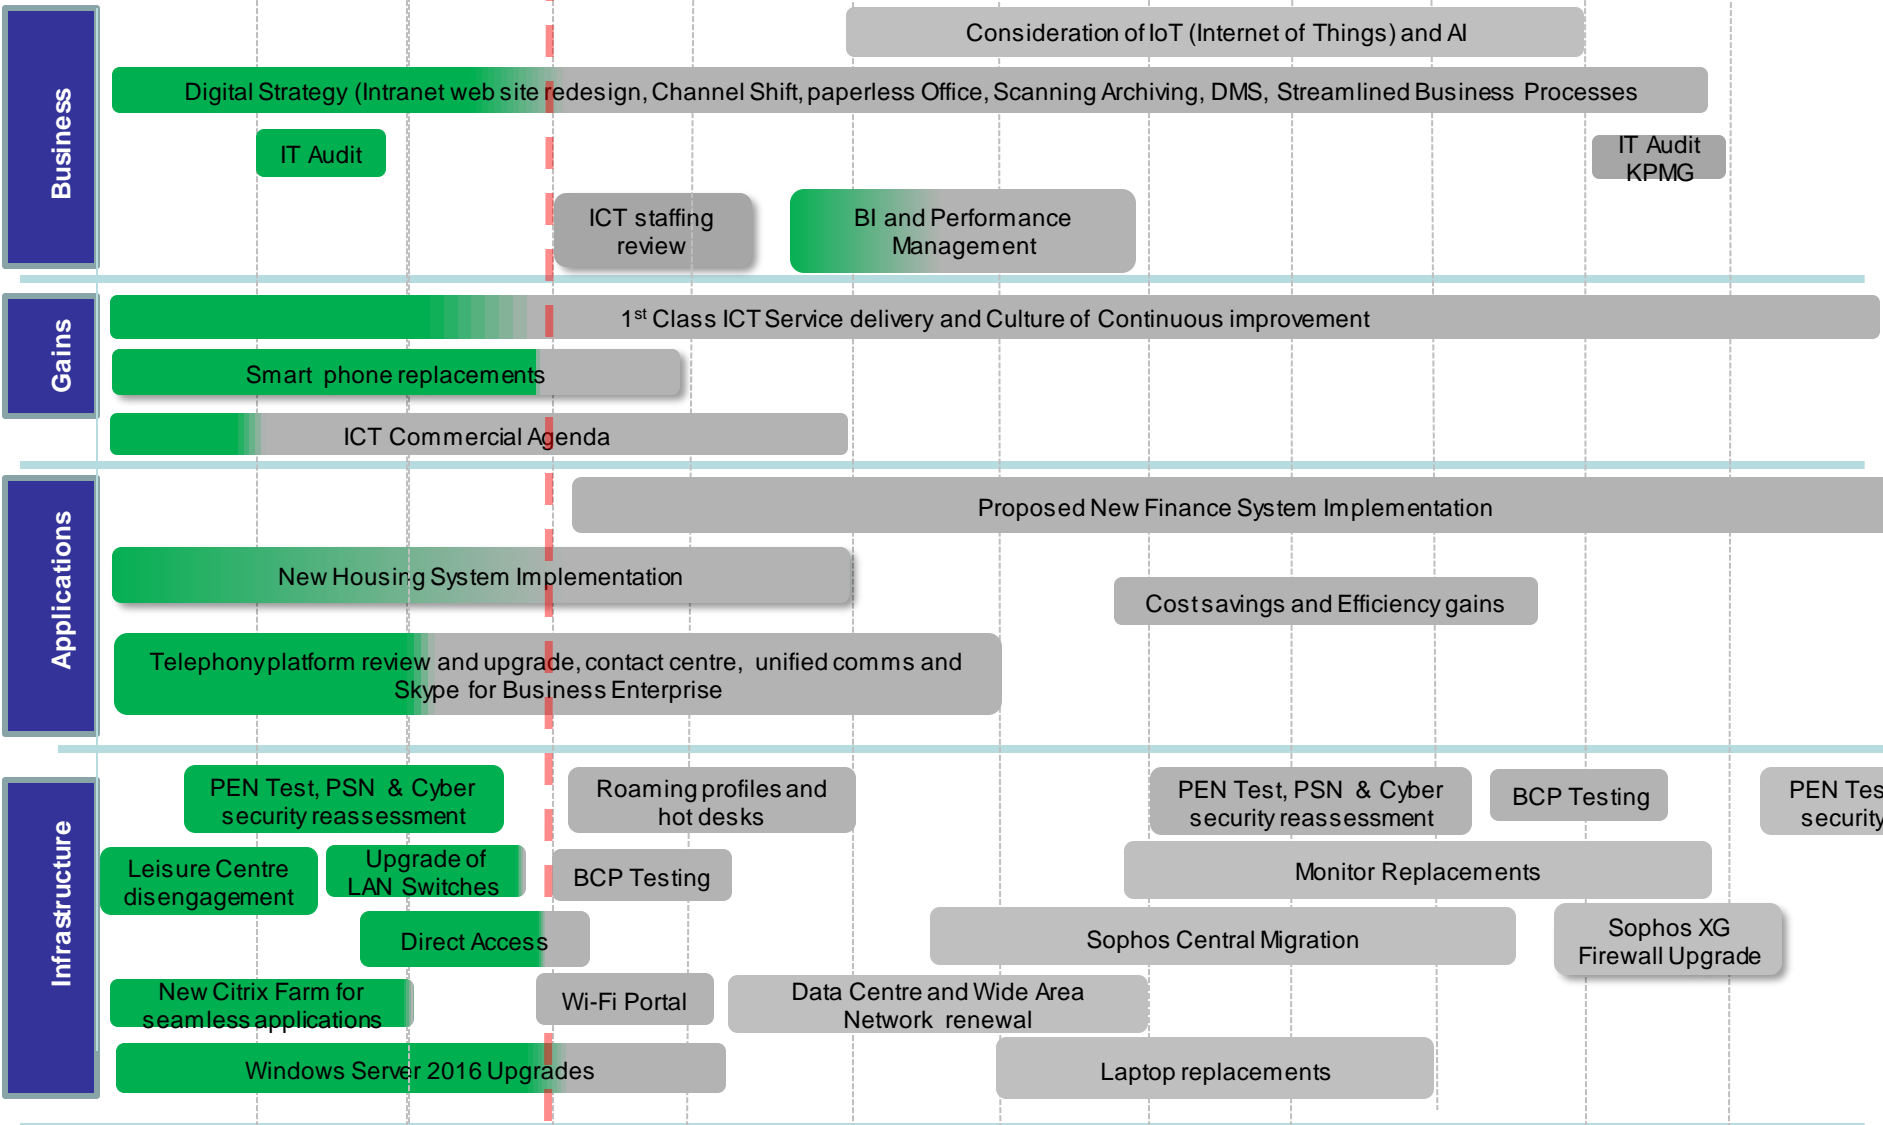 Business
Consideration of IoT (Internet of Things) and AI
Digital Strategy (Intranet web site redesign, Channel Shift, paperless Office, Scanning Archiving, DMS, Streamlined Business Processes
IT Audit
IT Audit
KPMG
ICT staffing
review
BI and Performance
Management
Gains
1st Class ICT Service delivery and Culture of Continuous improvement
Smart phone replacements
ICT Commercial Agenda
Applications
Proposed New Finance System Implementation
New Housing System Implementation
Cost savings and Efficiency gains
Telephony platform review and upgrade, contact centre, unified comms and
Skype for Business Enterprise
Infrastructure
PEN Test, PSN & Cyber
security reassessment
Roaming profiles and
hot desks
PEN Test, PSN & Cyber
security reassessment
BCP Testing
PEN Tes
security
Leisure Centre
disengagement
Upgrade of
LAN Switches
BCP Testing
Monitor Replacements
Direct Access
Sophos Central Migration
Sophos XG
Firewall Upgrade
New Citrix Farm for
seamless applications
Wi-Fi Portal
Data Centre and Wide Area
Network renewal
Windows Server 2016 Upgrades
Laptop replacements